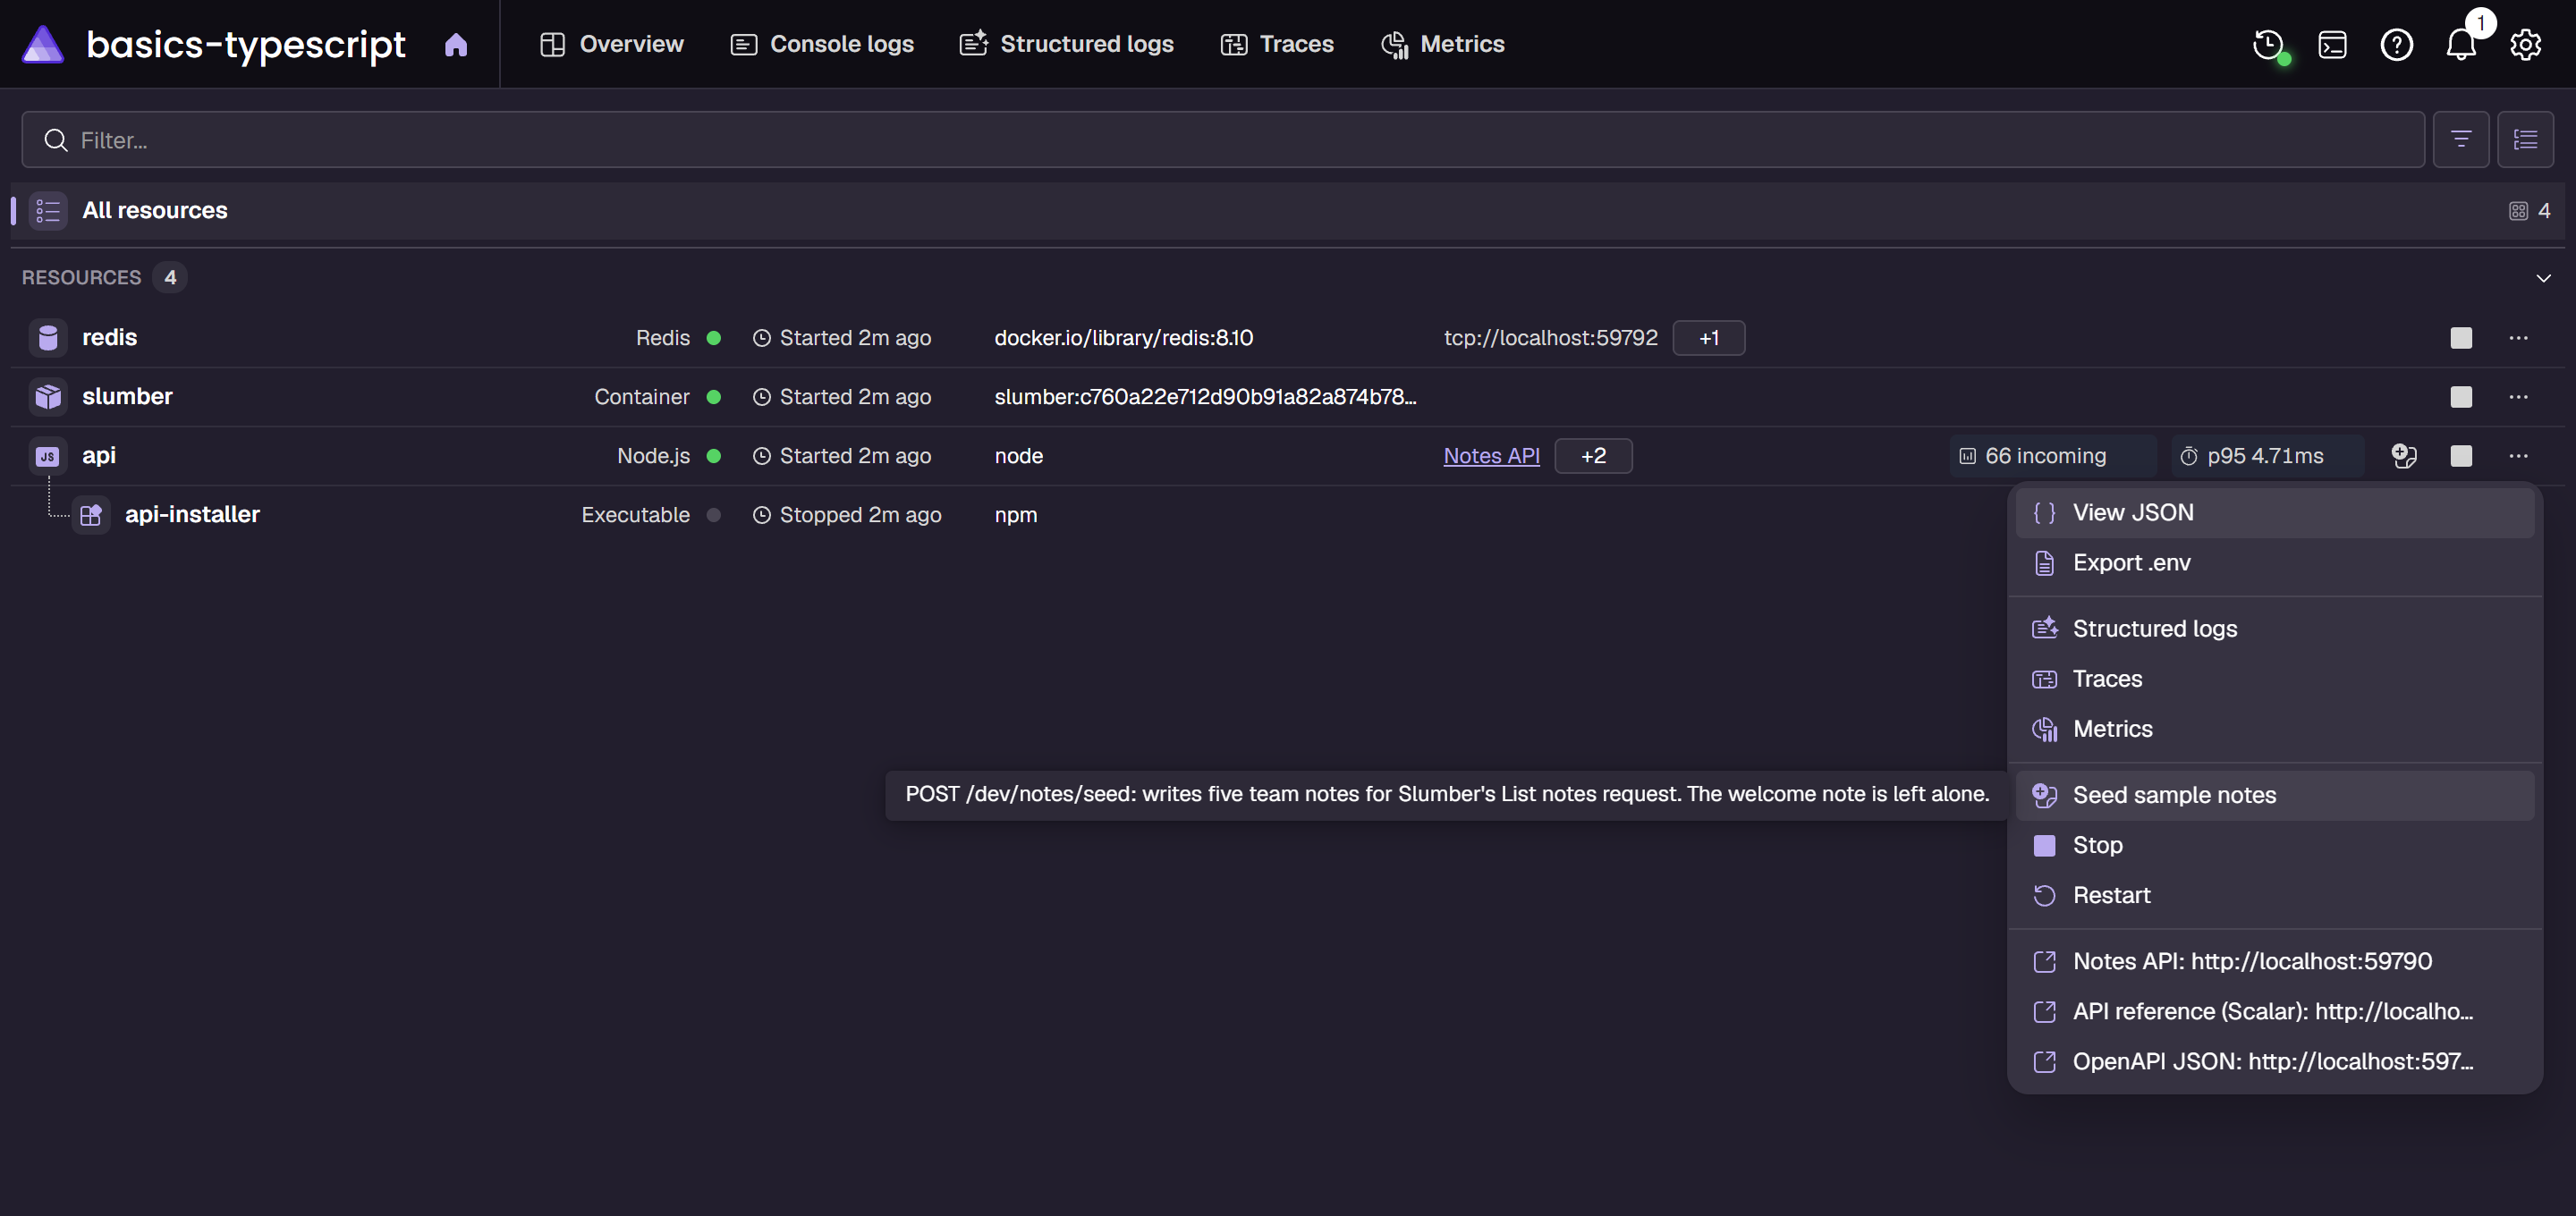 basics-typescript
Overview
Console logs
Structured logs
Traces
Metrics
1
Filter...
All resources
4
RESOURCES 4
redis Redis Started 2m ago docker.io/library/redis:8.10 tcp://localhost:59792 +1
slumber Container Started 2m ago slumber:c760a22e712d90b91a82a874b78...
JS api Node.js Started 2m ago node Notes API +2 66 incoming p95 4.71ms
api-installer Executable Stopped 2m ago npm
View JSON
Export .env
Structured logs
Traces
Metrics
POST /dev/notes/seed: writes five team notes for Slumber's List notes request. The welcome note is left alone.
Seed sample notes
Stop
Restart
Notes API: http://localhost:59790
API reference (Scalar): http://localho...
OpenAPI JSON: http://localhost:597...